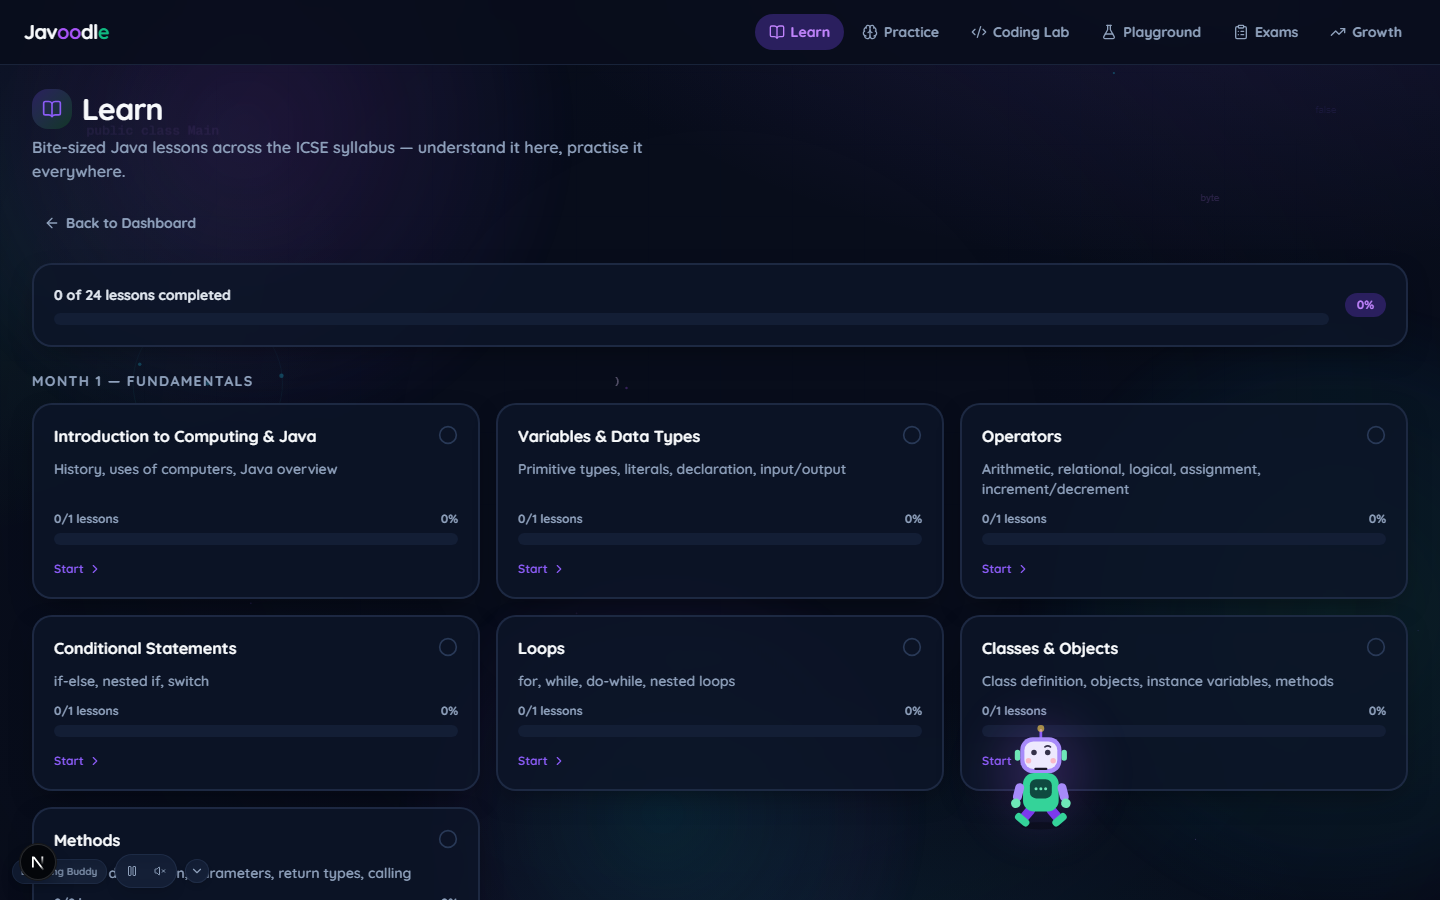 Javoodle
Learn
Practice
Coding Lab
Playground
Exams
Growth
Learn
public class Main
Bite-sized Java lessons across the ICSE syllabus — understand it here, practise it
everywhere.
byte
Back to Dashboard
0 of 24 lessons completed
0%
MONTH 1 — FUNDAMENTALS
)
Introduction to Computing & Java
History, uses of computers, Java overview
0/1 lessons
0%
Start
Variables & Data Types
Primitive types, literals, declaration, input/output
0/1 lessons
0%
Start
Operators
Arithmetic, relational, logical, assignment,
increment/decrement
0/1 lessons
0%
Start
Conditional Statements
if-else, nested if, switch
0/1 lessons
0%
Start
Loops
for, while, do-while, nested loops
0/1 lessons
0%
Start
Classes & Objects
Class definition, objects, instance variables, methods
0/1 lessons
0%
Start
Methods
return types, calling
N
Buddy